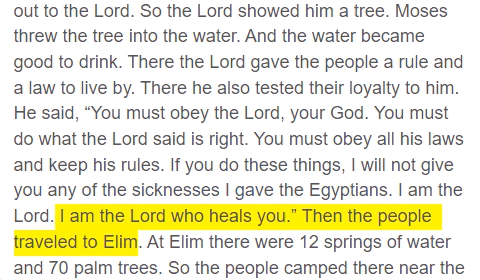 out to the Lord. So the Lord showed him a tree. Moses
threw the tree into the water. And the water became
good to drink. There the Lord gave the people a rule and
a law to live by. There he also tested their loyalty to him.
He said, “You must obey the Lord, your God. You must
do what the Lord said is right. You must obey all his laws
and keep his rules. If you do these things, I will not give
you any of the sicknesses I gave the Egyptians. I am the
Lord. I am the Lord who heals you.” Then the people
traveled to Elim. At Elim there were 12 springs of water
and 70 palm trees. So the people camped there near the